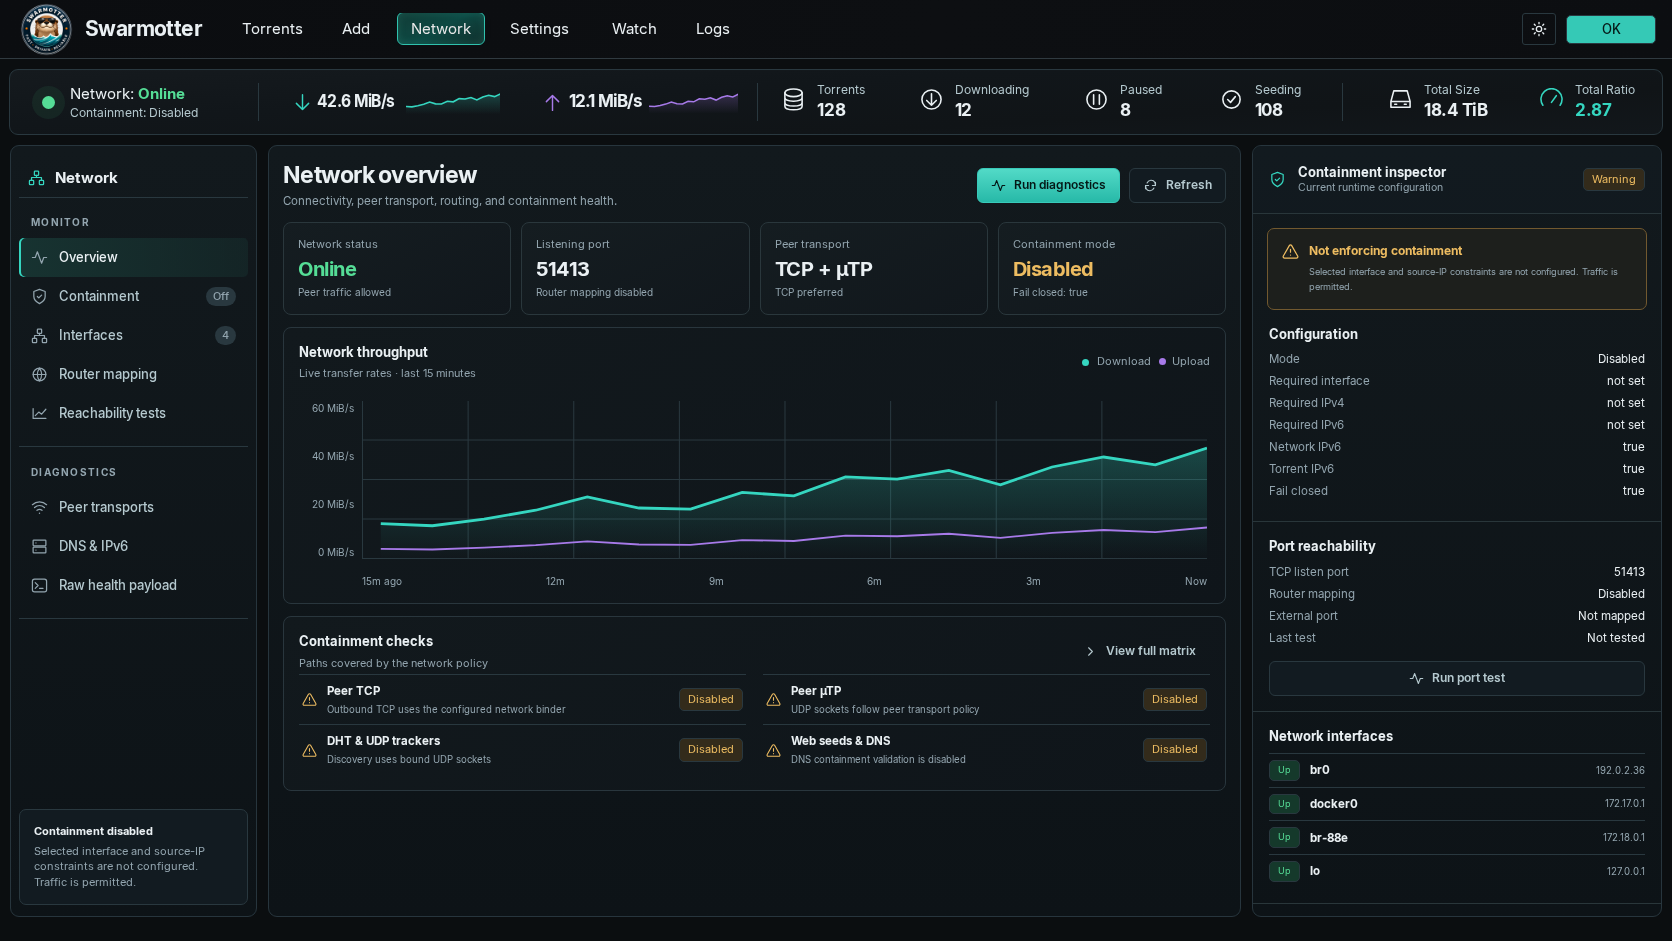 Swarmotter
Torrents
Add
Network
Settings
Watch
Logs
OK
Network: Online
Containment: Disabled
42.6 MiB/s
12.1 MiB/s
Torrents
128
Downloading
12
Paused
8
Seeding
108
Total Size
18.4 TiB
Total Ratio
2.87
Network
MONITOR
Overview
Containment
Off
Interfaces
4
Router mapping
Reachability tests
DIAGNOSTICS
Peer transports
DNS & IPv6
Raw health payload
Containment disabled
Selected interface and source-IP
constraints are not configured.
Traffic is permitted.
Network overview
Connectivity, peer transport, routing, and containment health.
Run diagnostics
Refresh
Network status
Online
Peer traffic allowed
Listening port
51413
Router mapping disabled
Peer transport
TCP + µTP
TCP preferred
Containment mode
Disabled
Fail closed: true
Network throughput
Live transfer rates · last 15 minutes
Download
Upload
60 MiB/s
40 MiB/s
20 MiB/s
0 MiB/s
15m ago
12m
9m
6m
3m
Now
Containment checks
Paths covered by the network policy
View full matrix
Peer TCP
Outbound TCP uses the configured network binder
Disabled
Peer µTP
UDP sockets follow peer transport policy
Disabled
DHT & UDP trackers
Discovery uses bound UDP sockets
Disabled
Web seeds & DNS
DNS containment validation is disabled
Disabled
Containment inspector
Current runtime configuration
Warning
Not enforcing containment
Selected interface and source-IP constraints are not configured. Traffic is
permitted.
Configuration
Mode
Disabled
Required interface
not set
Required IPv4
not set
Required IPv6
not set
Network IPv6
true
Torrent IPv6
true
Fail closed
true
Port reachability
TCP listen port
51413
Router mapping
Disabled
External port
Not mapped
Last test
Not tested
Run port test
Network interfaces
Up
br0
192.0.2.36
Up
docker0
172.17.0.1
Up
br-88e
172.18.0.1
Up
lo
127.0.0.1